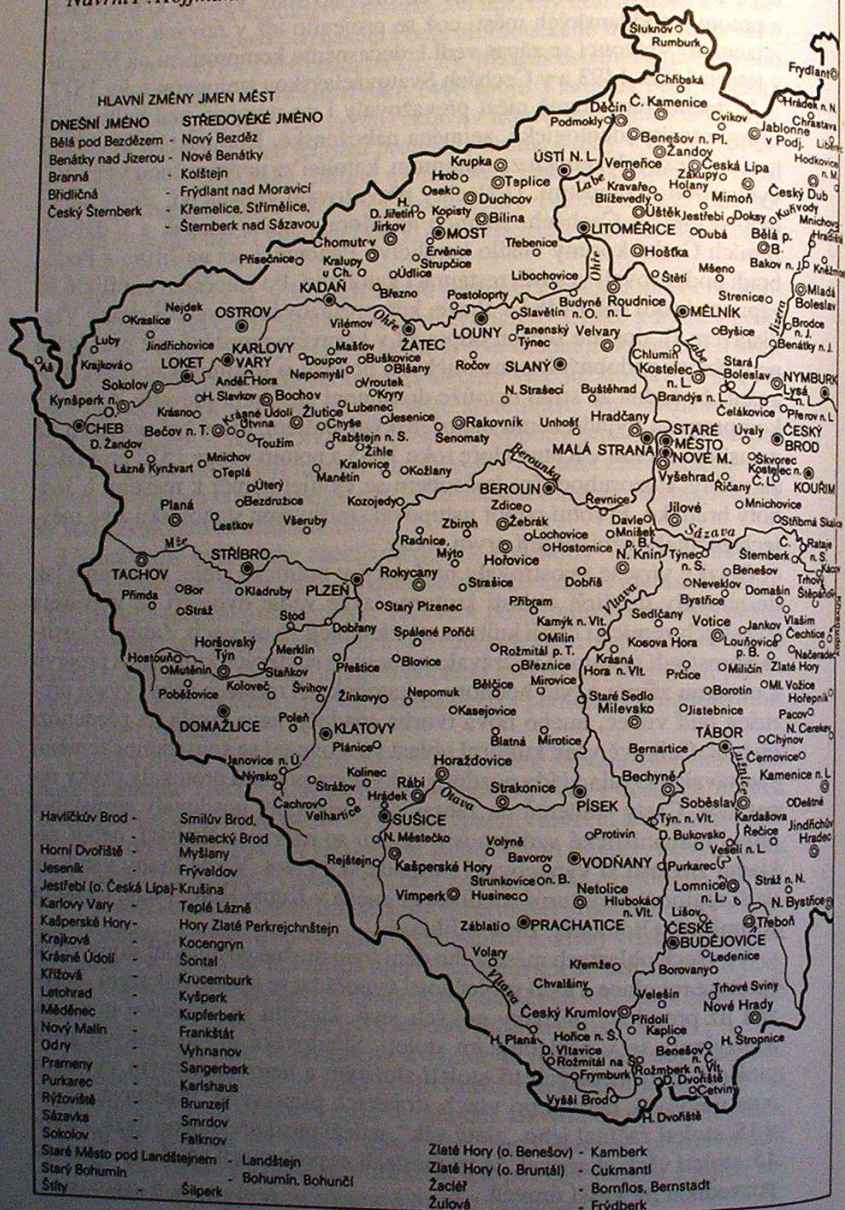 HLAVNÍ ZMĚNY JMEN MĚST
DNEŠNÍ JMÉNO STŘEDOVĚKÉ JMÉNO
Bělá pod Bezdězem - Nový Bezděz
Benátky nad Jizerou - Nové Benátky
Branná - Kolštejn
Břidličná - Frýdlant nad Moravicí
Český Šternberk - Křemelice, Střímělice,
- Šternberk nad Sázavou
Šluknov
Rumburk
Frýdlant
Chřibská
Hrádek n. N.
Chrastava
Děčín
Č. Kamenice
Podmokly
Cvikov
Jablonne
v Podj.
Benešov n. Pl.
Žandov
Hodkovice
n. M.
Krupka
ÚSTÍ N. L.
Verneřice
Česká Lípa
Hrob
Teplice
Labe
Kravaře
Zákupy
Osek
Holany
Český Dub
Duchcov
Blíževedly
Mimoň
H.
D. Jiřetín
Kopisty
Bílina
Úštěk
Jestřebí
Doksy
Kuřívody
Jirkov
MOST
LITOMĚŘICE
Dubá
Bělá p.
B.
Chomutov
Třebenice
Hošťka
Ervěnice
Strupčice
Přísečnice
Kralupy
u Ch.
Údlice
Ohře
Bakov n. J.
Štětí
Mšeno
KADAŇ
Březno
Libochovice
Mladá
Boleslav
Postoloprty
Budyně
n. O.
Roudnice
n. L.
Strenice
Nejdek
OSTROV
Ohře
Slavětín
MĚLNÍK
Kraslice
Vilémov
LOUNY
Panenský
Týnec
Velvary
Byšice
Jizera
Brodce
n. J.
Luby
Jindřichovice
KARLOVY
VARY
Mašťov
ŽATEC
Benátky n. J.
Aš
Krajková
LOKET
Doupov
Buškovice
Chlumín
Labe
Nepomyšl
Blšany
Ročov
SLANÝ
Stará
Boleslav
Kostelec
n. L.
NYMBURK
Sokolov
Anděl. Hora
Vroutek
Lysá
n. L.
Kynšperk n.
O.
H. Slavkov
Bochov
Kryry
N. Strašecí
Buštěhrad
Brandýs n. L.
Čelákovice
Přerov n. L.
Krásno
Krásné Údolí
Žlutice
Lubenec
CHEB
Bečov n. T.
Útvina
Chyše
Jesenice
Rakovník
Unhošť
Hradčany
STARÉ
MĚSTO
Úvaly
ČESKÝ
BROD
D. Žandov
Toužim
Rabštejn n. S.
Senomaty
MALÁ STRANA
NOVÉ M.
Žihle
Berounka
Škvorec
Lázně Kynžvart
Mnichov
Kralovice
Kožlany
Kostelec n.
Č. L.
Teplá
Manětín
Vyšehrad
Říčany
KOUŘIM
Úterý
BEROUN
Řevnice
Planá
Bezdružice
Kozojedy
Zdice
Jílové
Mnichovice
Lestkov
Všeruby
Zbiroh
Žebrák
Davle
Stříbrná Skalice
Radnice
Lochovice
Mníšek
p. B.
Sázava
Mže
Hostomice
Rataje
n. S.
STŘÍBRO
Mýto
Hořovice
N. Knín
Týnec
n. S.
Č.
Šternberk
TACHOV
PLZEŇ
Rokycany
Dobříš
Benešov
Bor
Kladruby
Strašice
Neveklov
Přimda
Bystřice
Domašín
Trhový
Štěpánov
Stráž
Starý Plzenec
Příbram
Vltava
Stod
Sedlčany
Votice
Jankov
Vlašim
Dobřany
Kamýk n. Vlt.
Spálené Poříčí
Milín
Kosova Hora
Louňovice
p. B.
Čechtice
Horšovský
Týn
Merklín
Rožmitál p. T.
Načeradec
Hostouň
Krásná
Hora n. Vlt.
Mutěnín
Staňkov
Přeštice
Blovice
Březnice
Prčice
Miličín
Zlaté Hory
Poběžovice
Koloveč
Švihov
Bělčice
Mirovice
Nepomuk
Borotín
Ml. Vožice
Žinkovy
Staré Sedlo
Hořepník
DOMAŽLICE
Kasejovice
Milevsko
Jistebnice
Pacov
Poleň
KLATOVY
TÁBOR
N. Cerekev
Plánice
Blatná
Mirotice
Chýnov
Bernartice
Lužnice
Černovice
Janovice n. Ú.
Horažďovice
Nýrsko
Kolinec
Rábí
Bechyně
Kamenice n. L
Strážov
Strakonice
Čachrov
Hrádek
Otava
PÍSEK
Soběslav
Deštné
Velhartice
SUŠICE
Týn. n. Vlt.
Kardašova
Řečice
Jindřichův
Hradec
N. Městečko
Protivín
D. Bukovsko
Volyně
Veselí n. L
Rejštejn
Kašperské Hory
Bavorov
VODŇANY
Purkarec
Strunkovice n. B.
Lomnice
n. L
Stráž n. N.
Vimperk
Husinec
Netolice
Hluboká
n. Vlt.
N. Bystřice
Lišov
Záblatí
PRACHATICE
ČESKÉ
BUDĚJOVICE
Třeboň
Volary
Ledenice
Křemže
Borovany
Vltava
Chvalšiny
Trhové Sviny
Velešín
Český Krumlov
Nové Hrady
Přídolí
H. Planá
Hořice n. Š.
Kaplice
H. Stropnice
D. Vltavice
Benešov
n. Č.
Rožmitál na Š.
Frymburk
Rožmberk n. Vlt.
D. Dvořiště
Cetviny
Vyšší Brod
H. Dvořiště
Havlíčkův Brod - Smilův Brod,
- Německý Brod
Horní Dvořiště - Myšlany
Jeseník - Frývaldov
Jestřebí (o. Česká Lípa)- Krušina
Karlovy Vary - Teplé Lázně
Kašperské Hory - Hory Zlaté Perkrejchnštejn
Krajková - Kocengryn
Krásné Údolí - Šontal
Křížová - Krucemburk
Letohrad - Kyšperk
Měděnec - Kupferberk
Nový Malín - Frankštát
Odry - Vyhnanov
Prameny - Sangerberk
Purkarec - Karlshaus
Rýžoviště - Brunzejf
Sázavka - Smrdov
Sokolov - Falknov
Staré Město pod Landštejnem - Landštejn
Starý Bohumín - Bohumín, Bohunčí
Štíty - Šilperk
Zlaté Hory (o. Benešov) - Kamberk
Zlaté Hory (o. Bruntál) - Cukmantl
Žacléř - Bornflos, Bernstadt
Žulová - Frýdberk